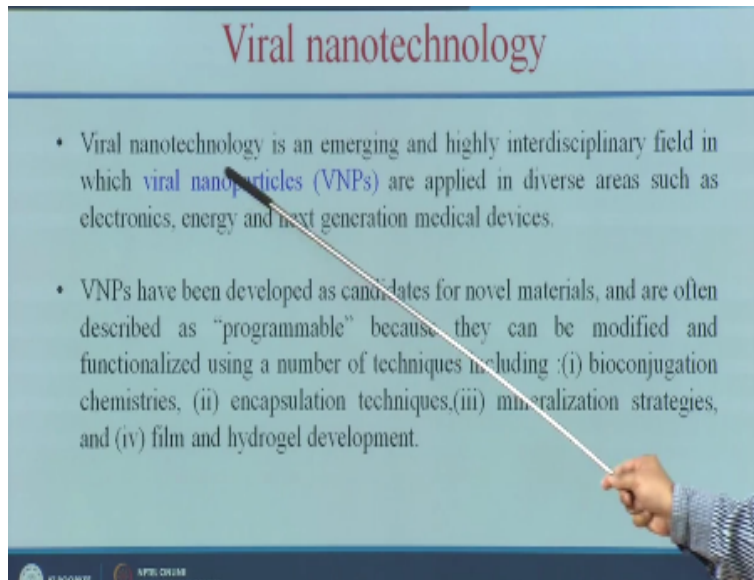 Viral nanotechnology
• Viral nanotechnology is an emerging and highly interdisciplinary field in
which viral nanoparticles (VNPs) are applied in diverse areas such as
electronics, energy and next generation medical devices.
• VNPs have been developed as candidates for novel materials, and are often
described as “programmable” because they can be modified and
functionalized using a number of techniques including :(i) bioconjugation
chemistries, (ii) encapsulation techniques,(iii) mineralization strategies,
and (iv) film and hydrogel development.
NPTEL ONLINE